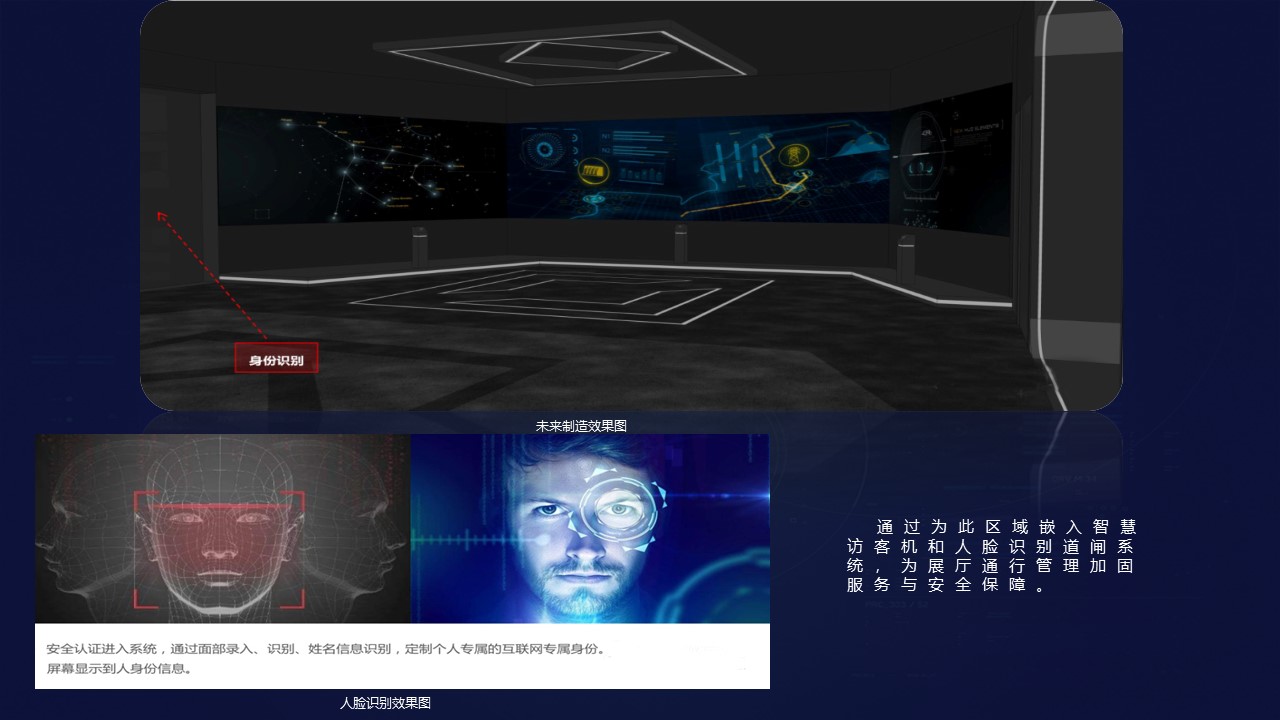 身份识别
未来制造效果图
通过为此区域嵌入智慧
访客机和人脸识别道闸系
统，为展厅通行管理加固
服务与安全保障。
安全认证进入系统，通过面部录入、识别、姓名信息识别，定制个人专属的互联网专属身份。
屏幕显示到人身份信息。
人脸识别效果图